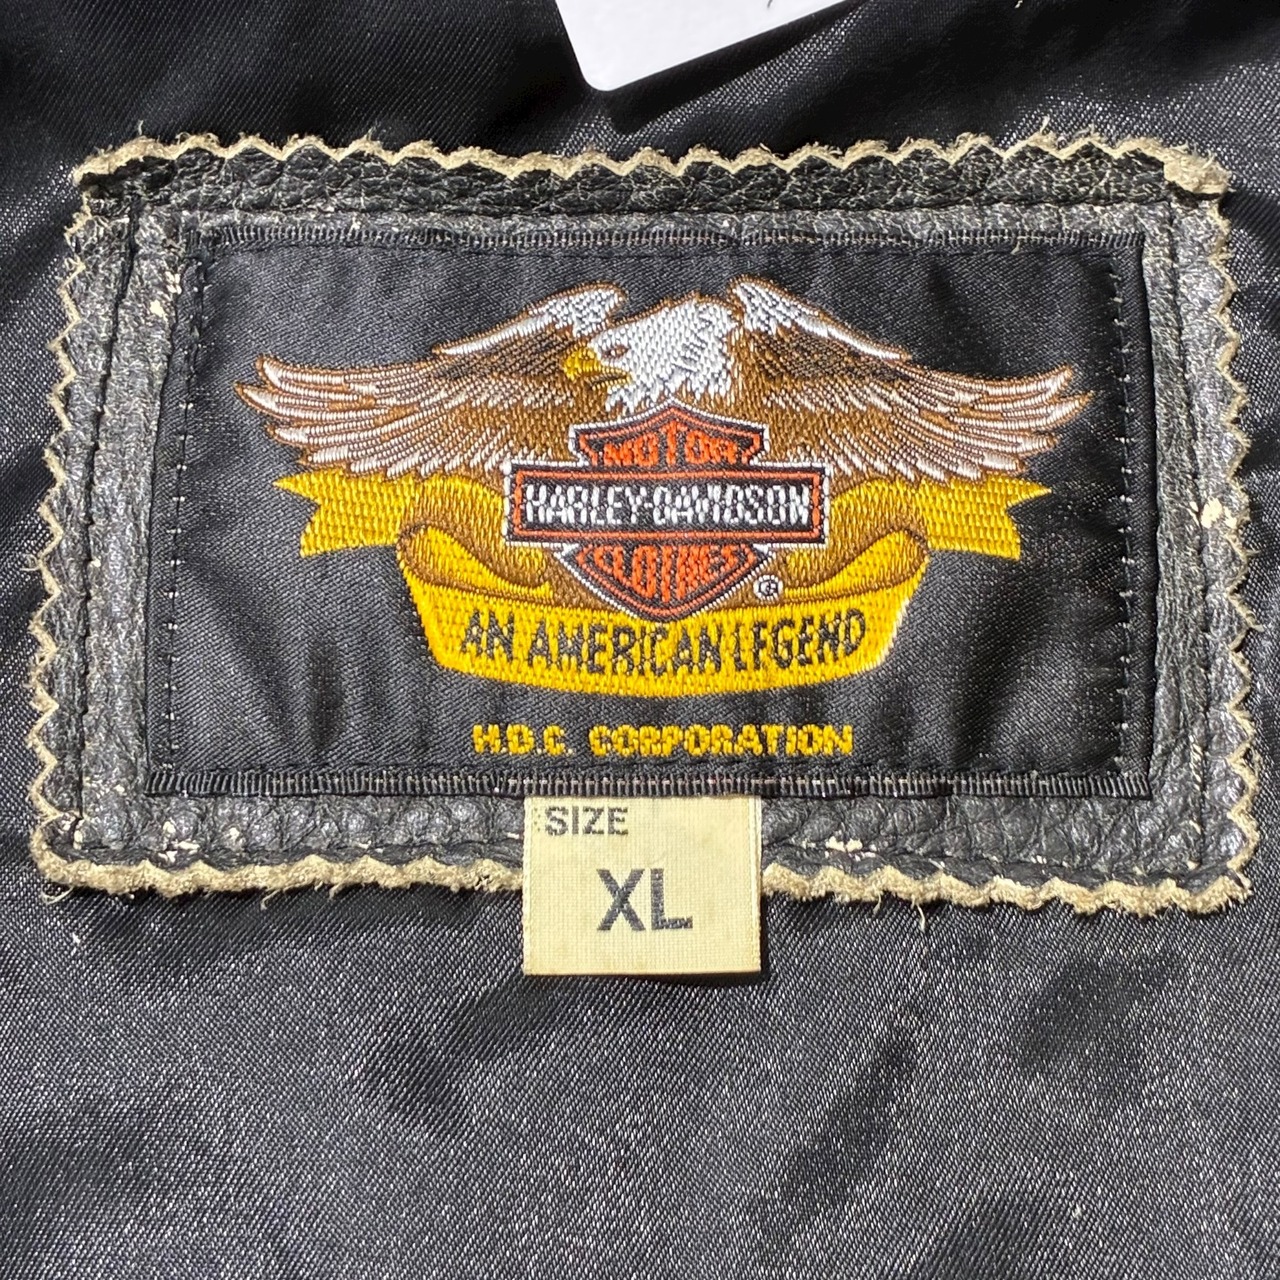 MOTOR
HARLEY-DAVIDSON
CLOTHES
®
AN AMERICAN LEGEND
H.D.C. CORPORATION
SIZE
XL